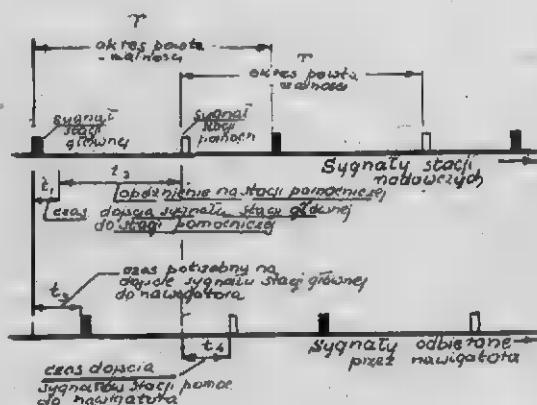 T
okres powta
-rzalności
T
okres powta
rzalności
sygnał
stacji
głównej
sygnał
stacji
pomocn
Sygnały stacji
nadawczych
t₁
t₂
opóźnienie na stacji pomocniczej
czas dojścia sygnału stacji głównej
do stacji pomocniczej
czas potrzebny na
dojście sygnału stacji głównej
do nawigatora
t₃
t₄
Sygnały odbierane
przez nawigatora
czas dojścia
sygnałów stacji pomoc.
do nawigatora